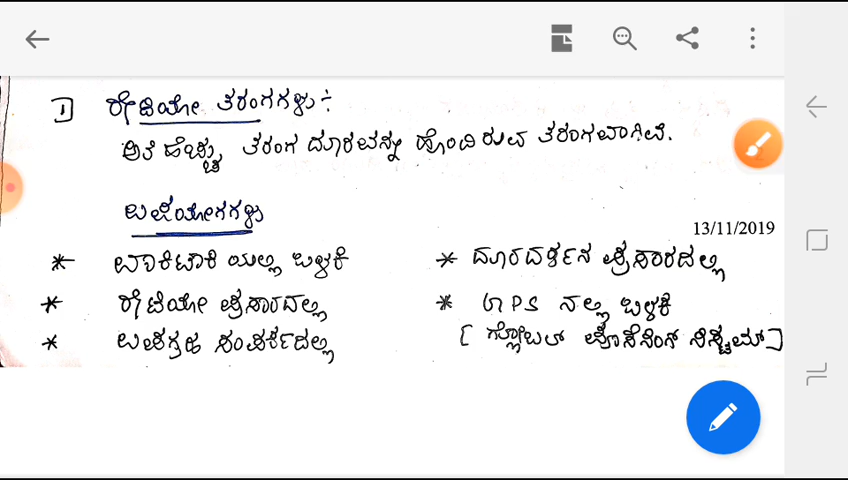 1] ರೇಡಿಯೋ ತರಂಗಗಳು :-
ಅತಿ ಹೆಚ್ಚು ತರಂಗ ದೂರವನ್ನು ಹೊಂದಿರುವ ತರಂಗವಾಗಿವೆ.
ಉಪಯೋಗಗಳು
13/11/2019
* ವಾಕಿಟಾಕಿ ಯಲ್ಲಿ ಬಳಕೆ
* ರೇಡಿಯೋ ಪ್ರಸಾರದಲ್ಲಿ
* ಉಪಗ್ರಹ ಸಂಪರ್ಕದಲ್ಲಿ
* ದೂರದರ್ಶನ ಪ್ರಸಾರದಲ್ಲಿ
* GPS ನಲ್ಲಿ ಬಳಕೆ
[ ಗ್ಲೋಬಲ್ ಪೊಸೆಸಿಂಗ್ ಸಿಸ್ಟಮ್ ]